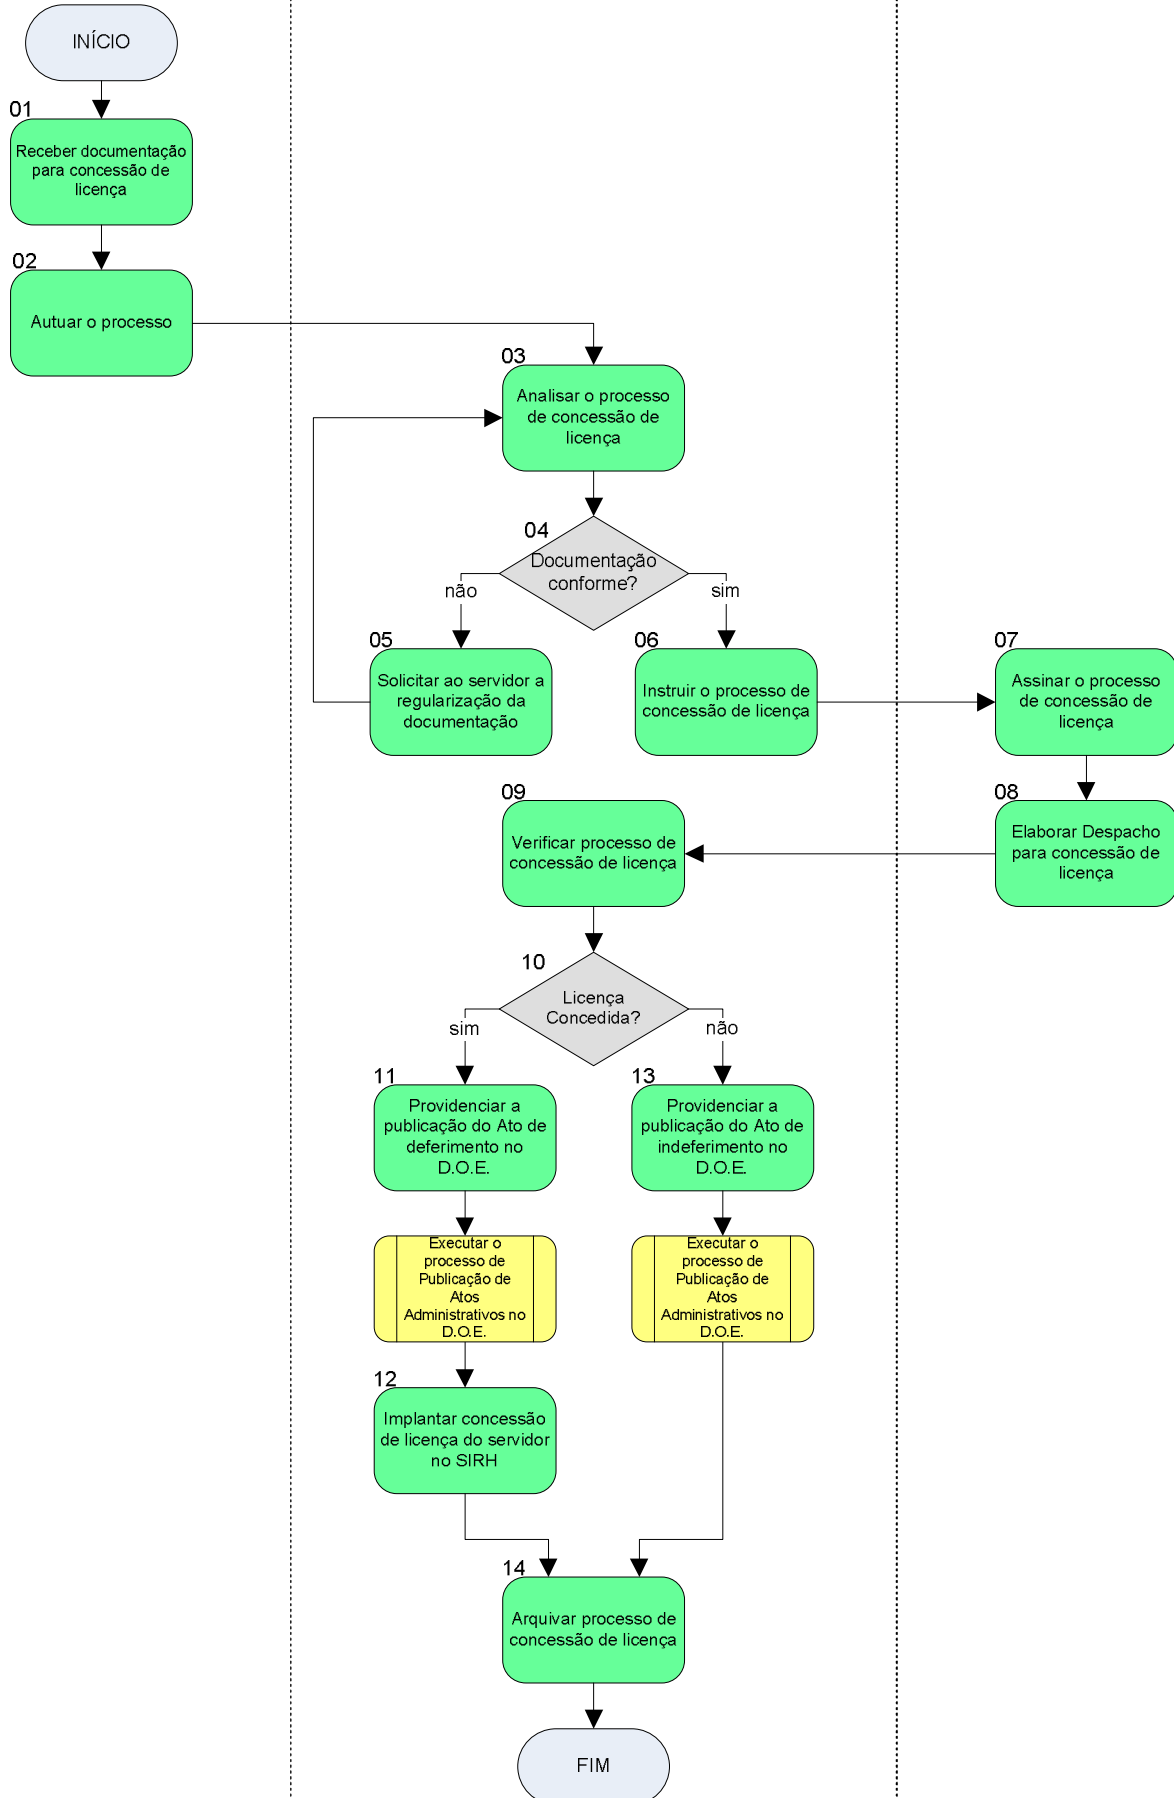 INÍCIO
01
Receber documentação
para concessão de
licença
02
Autuar o processo
03
Analisar o processo
de concessão de
licença
04
Documentação
conforme?
não
sim
05
Solicitar ao servidor a
regularização da
documentação
06
Instruir o processo de
concessão de licença
07
Assinar o processo
de concessão de
licença
08
Elaborar Despacho
para concessão de
licença
09
Verificar processo de
concessão de licença
10
Licença
Concedida?
sim
não
11
Providenciar a
publicação do Ato de
deferimento no
D.O.E.
13
Providenciar a
publicação do Ato de
indeferimento no
D.O.E.
Executar o
processo de
Publicação de
Atos
Administrativos no
D.O.E.
Executar o
processo de
Publicação de
Atos
Administrativos no
D.O.E.
12
Implantar concessão
de licença do servidor
no SIRH
14
Arquivar processo de
concessão de licença
FIM